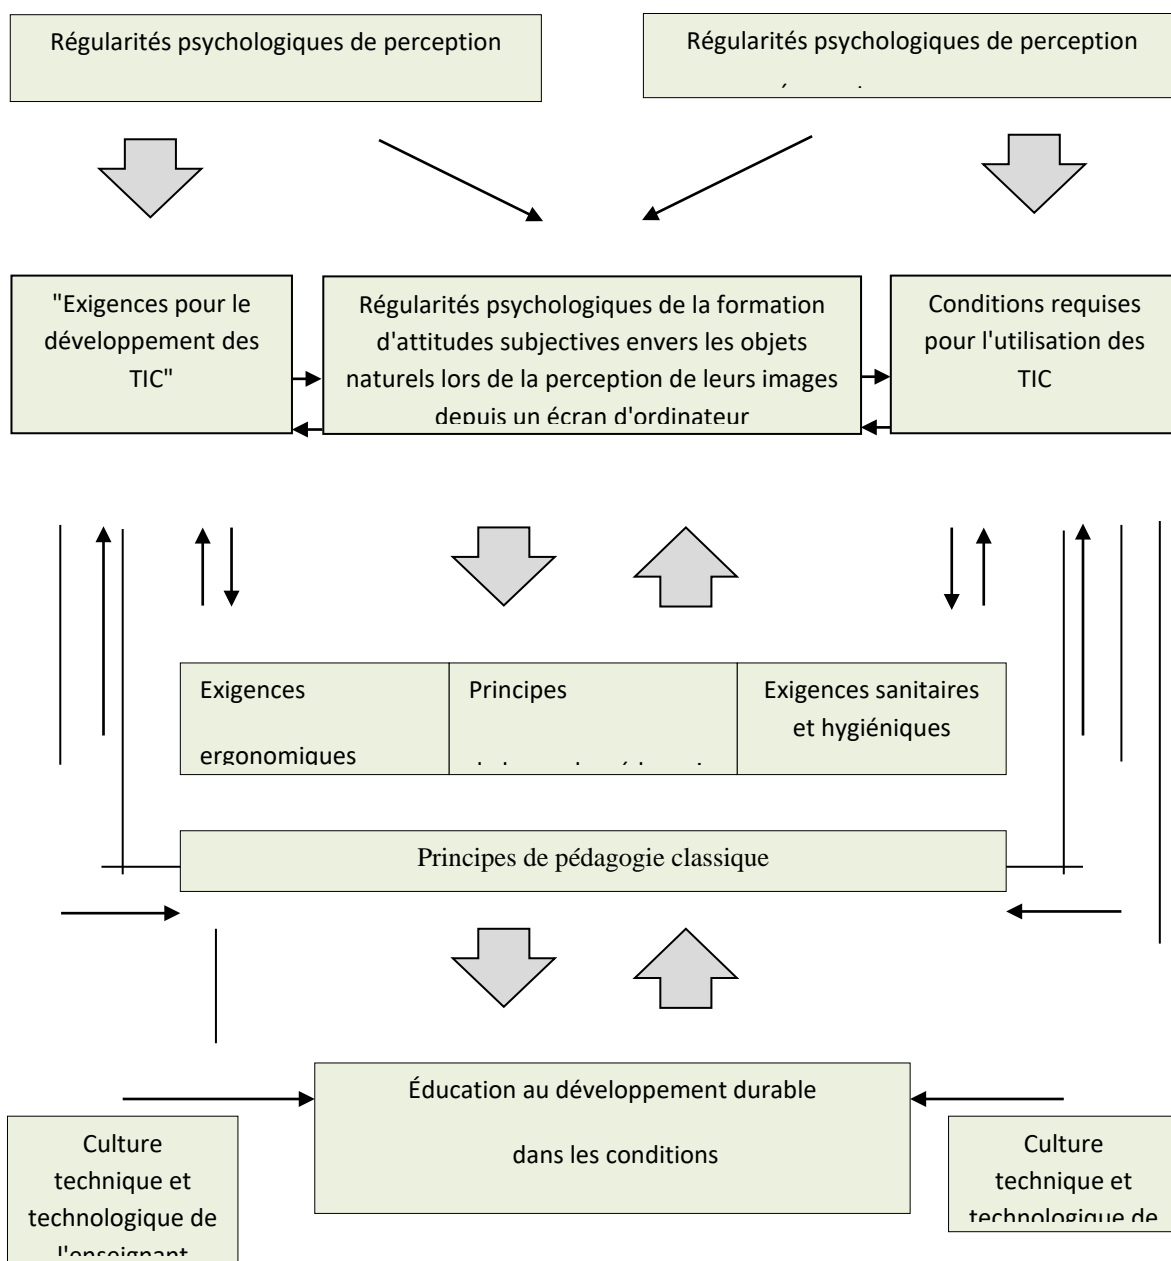 Régularités psychologiques de perception
Régularités psychologiques de perception
"Exigences pour le
développement des
TIC"
Régularités psychologiques de la formation
d'attitudes subjectives envers les objets
naturels lors de la perception de leurs images
depuis un écran d'ordinateur
Conditions requises
pour l'utilisation des
TIC
Exigences
ergonomiques
Principes
Exigences sanitaires
et hygiéniques
Principes de pédagogie classique
Éducation au développement durable
dans les conditions
Culture
technique et
technologique de
l'enseignant
Culture
technique et
technologique de